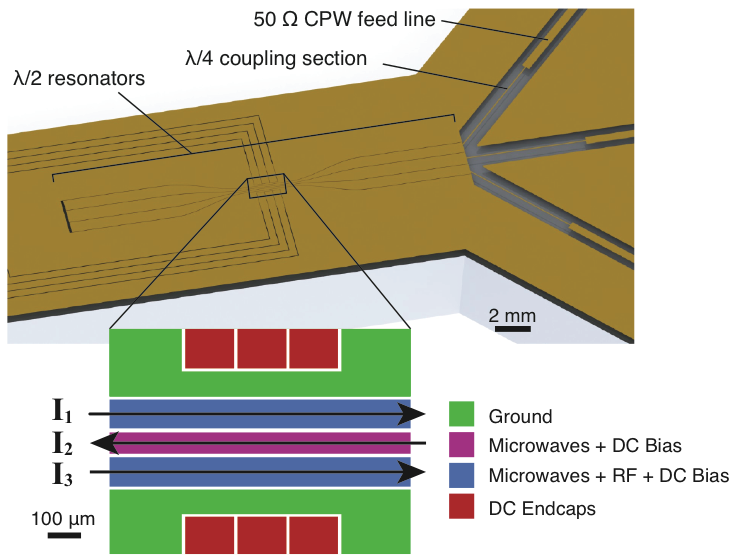 50 Ω CPW feed line
λ/4 coupling section
λ/2 resonators
2 mm
I₁
I₂
I₃
Ground
Microwaves + DC Bias
Microwaves + RF + DC Bias
DC Endcaps
100 μm